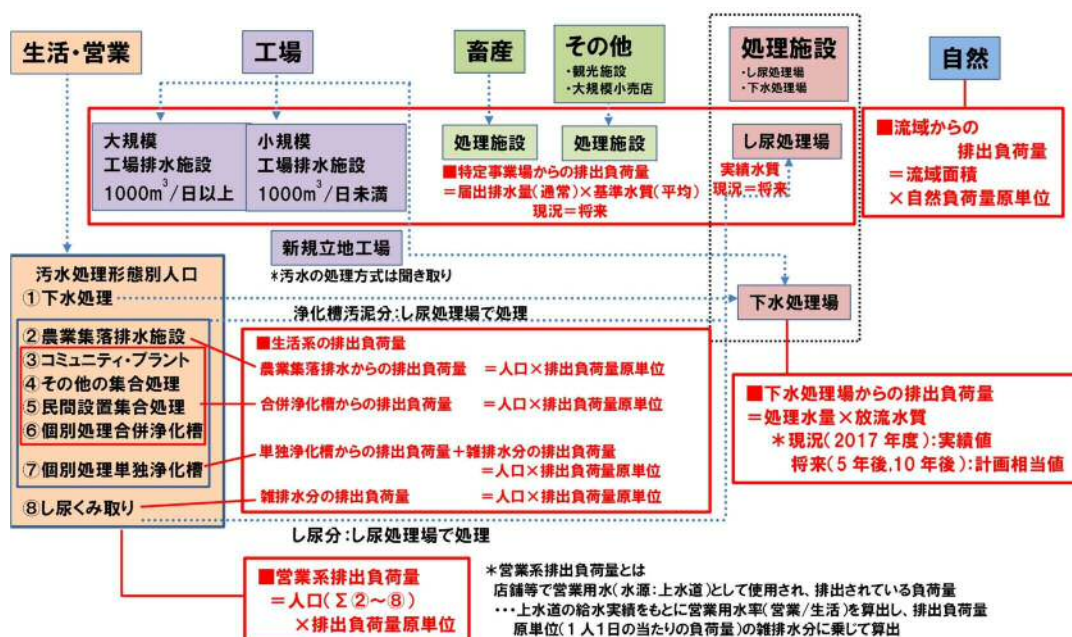 生活・営業
工場
畜産
その他
・観光施設
・大規模小売店
処理施設
・し尿処理場
・下水処理場
自然
大規模
工場排水施設
1000m³/日以上
小規模
工場排水施設
1000m³/日未満
処理施設
処理施設
■特定事業場からの排出負荷量
=届出排水量(通常)×基準水質(平均)
現況=将来
し尿処理場
実績水質
現況=将来
■流域からの
排出負荷量
=流域面積
×自然負荷量原単位
新規立地工場
*汚水の処理方式は聞き取り
汚水処理形態別人口
①下水処理
②農業集落排水施設
③コミュニティ・プラント
④その他の集合処理
⑤民間設置集合処理
⑥個別処理合併浄化槽
⑦個別処理単独浄化槽
⑧し尿くみ取り
浄化槽汚泥分:し尿処理場で処理
下水処理場
■生活系の排出負荷量
農業集落排水からの排出負荷量 =人口×排出負荷量原単位
合併浄化槽からの排出負荷量 =人口×排出負荷量原単位
単独浄化槽からの排出負荷量+雑排水分の排出負荷量
=人口×排出負荷量原単位
雑排水分の排出負荷量 =人口×排出負荷量原単位
し尿分:し尿処理場で処理
■下水処理場からの排出負荷量
=処理水量×放流水質
*現況(2017年度):実績値
将来(5年後,10年後):計画相当値
■営業系排出負荷量
=人口(Σ②~⑧)
×排出負荷量原単位
*営業系排出負荷量とは
店舗等で営業用水(水源:上水道)として使用され、排出されている負荷量
・・・上水道の給水実績をもとに営業用水率(営業/生活)を算出し、排出負荷量
原単位(1人1日の当たりの負荷量)の雑排水分に乗じて算出